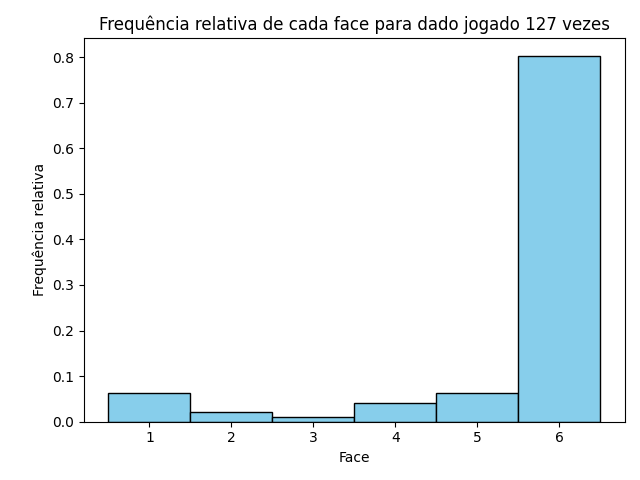 Frequência relativa de cada face para dado jogado 127 vezes
0.8
0.7
0.6
0.5
0.4
0.3
0.2
0.1
0.0
Frequência relativa
1 2 3 4 5 6
Face